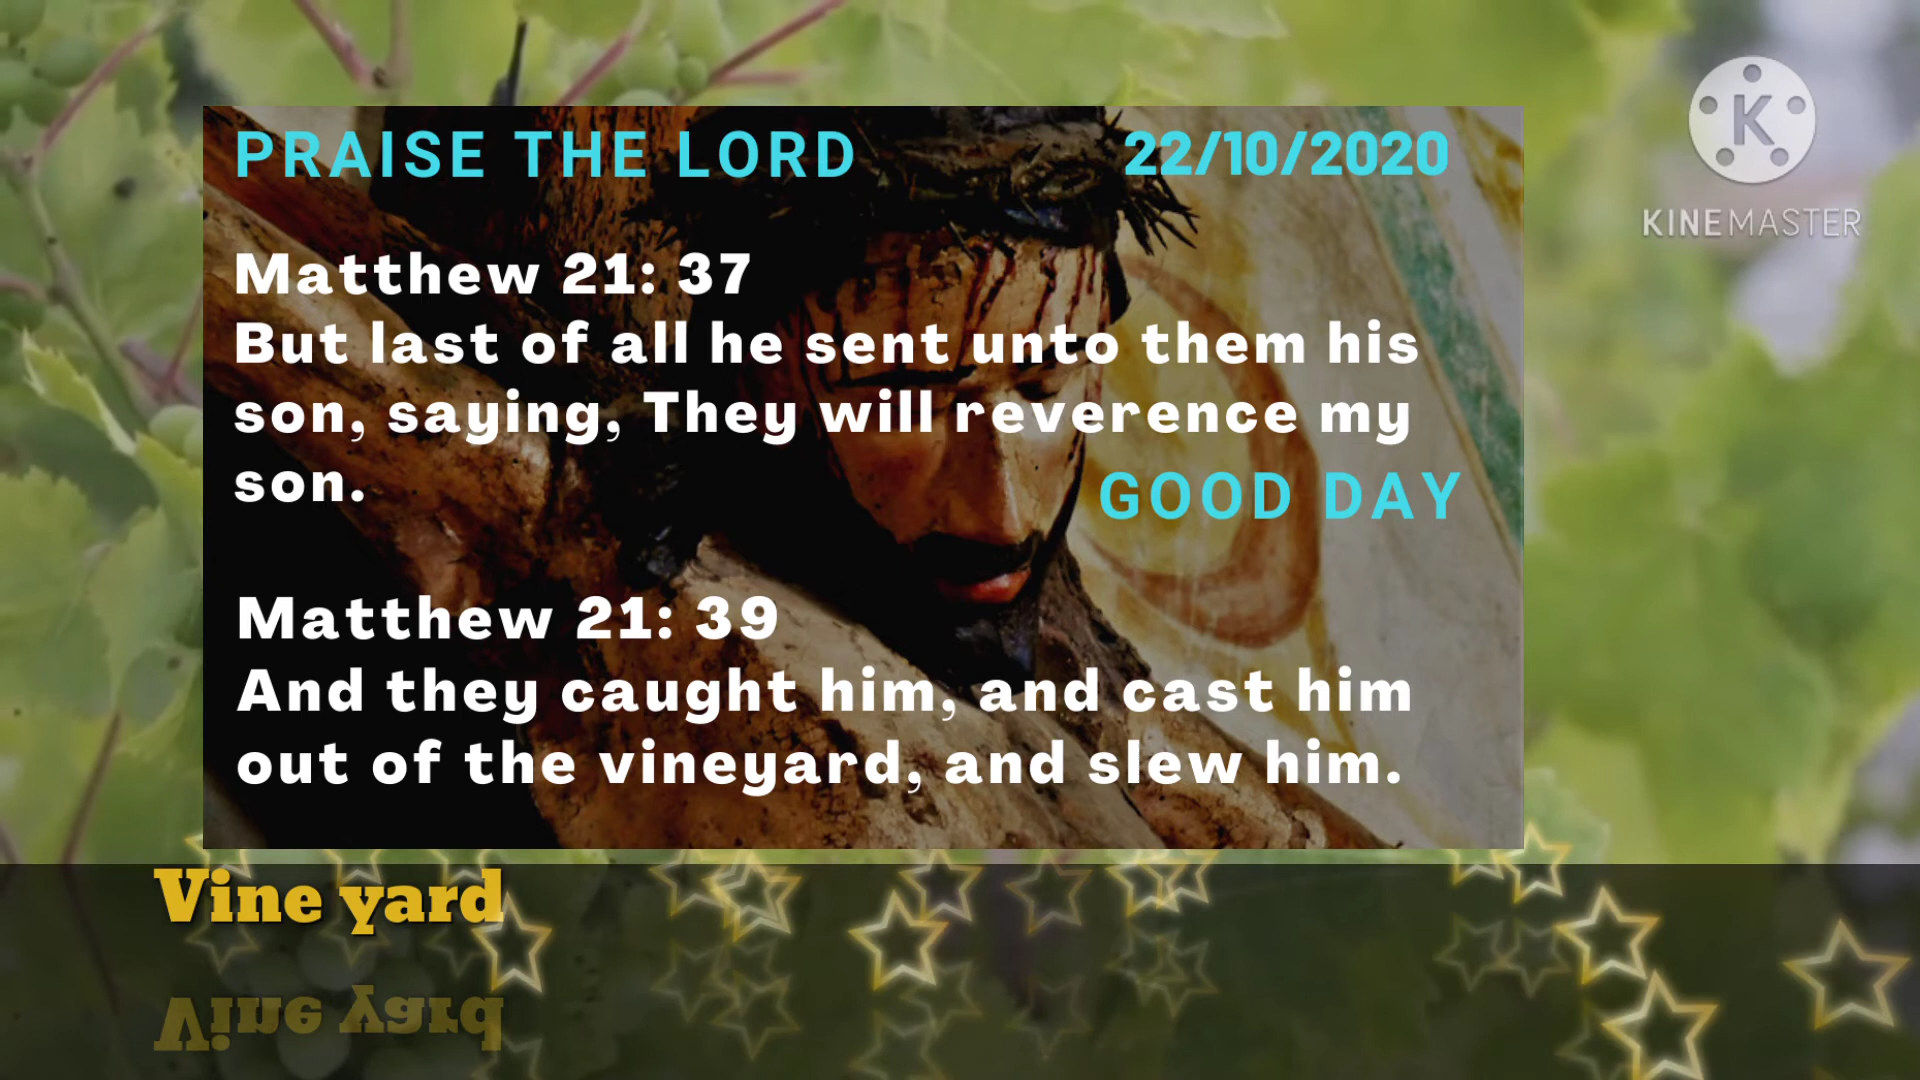 PRAISE THE LORD 22/10/2020
K
KINEMASTER
Matthew 21: 37
But last of all he sent unto them his
son, saying, They will reverence my
son.
GOOD DAY
Matthew 21: 39
And they caught him, and cast him
out of the vineyard, and slew him.
Vine yard